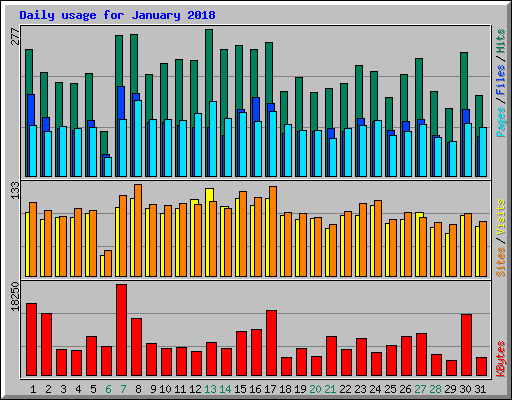 Daily usage for January 2018
277
Pages / Files / Hits
133
Sites / Visits
18250
KBytes
1 2 3 4 5 6 7 8 9 10 11 12 13 14 15 16 17 18 19 20 21 22 23 24 25 26 27 28 29 30 31